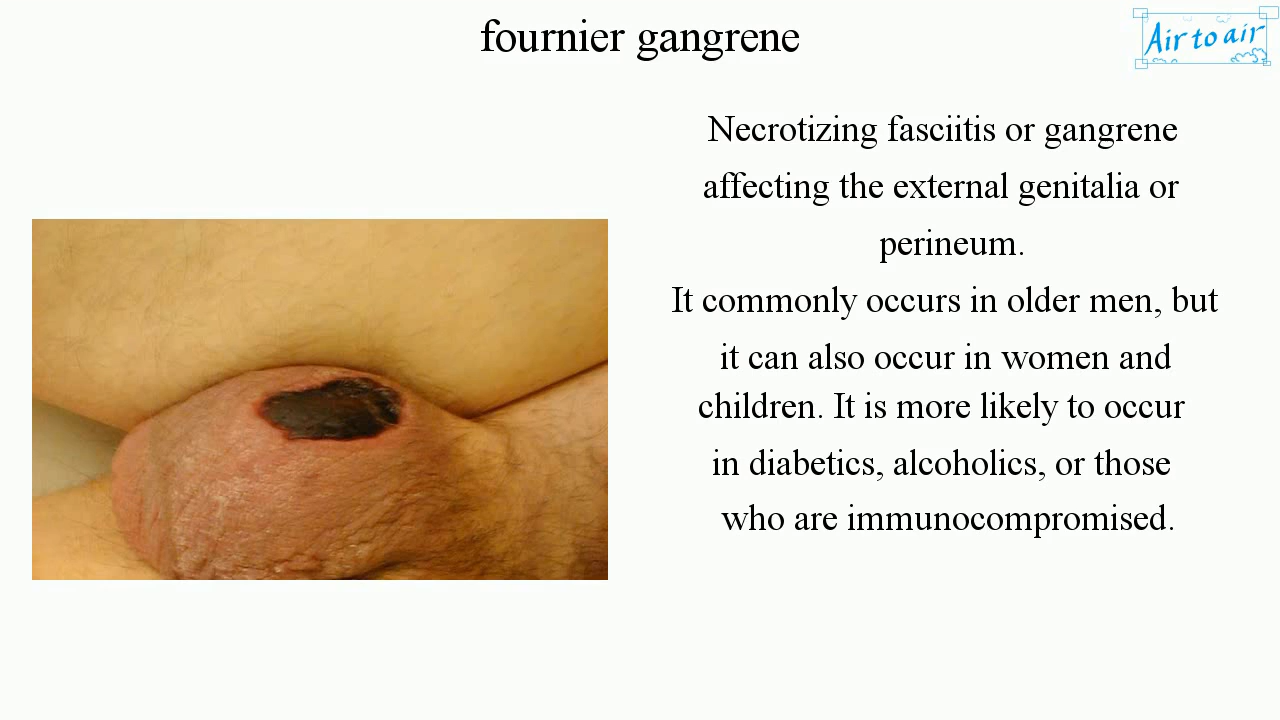 fournier gangrene
Air to air
Necrotizing fasciitis or gangrene
affecting the external genitalia or
perineum.
It commonly occurs in older men, but
it can also occur in women and
children. It is more likely to occur
in diabetics, alcoholics, or those
who are immunocompromised.